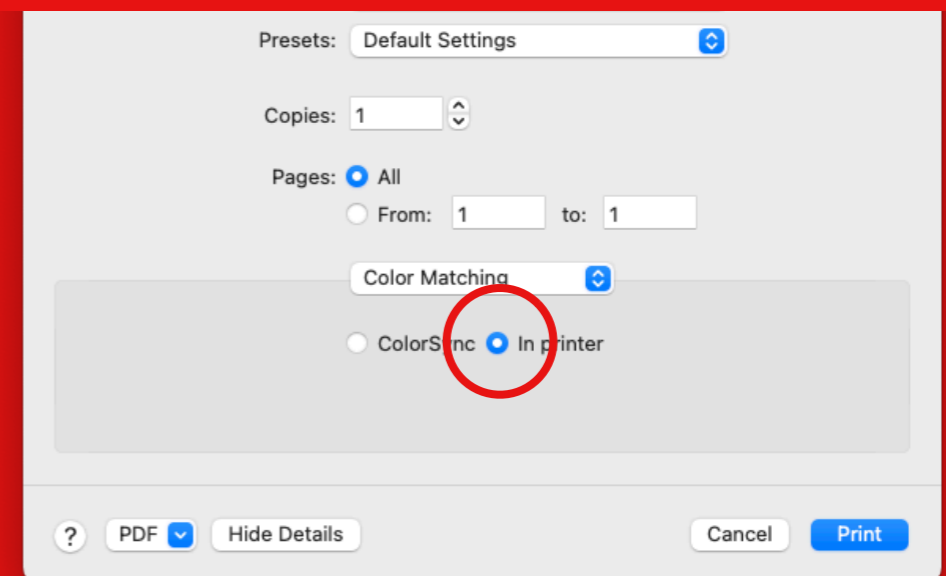 Presets: Default Settings
Copies: 1
Pages: All
From: 1 to: 1
Color Matching
ColorSync In printer
? PDF Hide Details Cancel Print